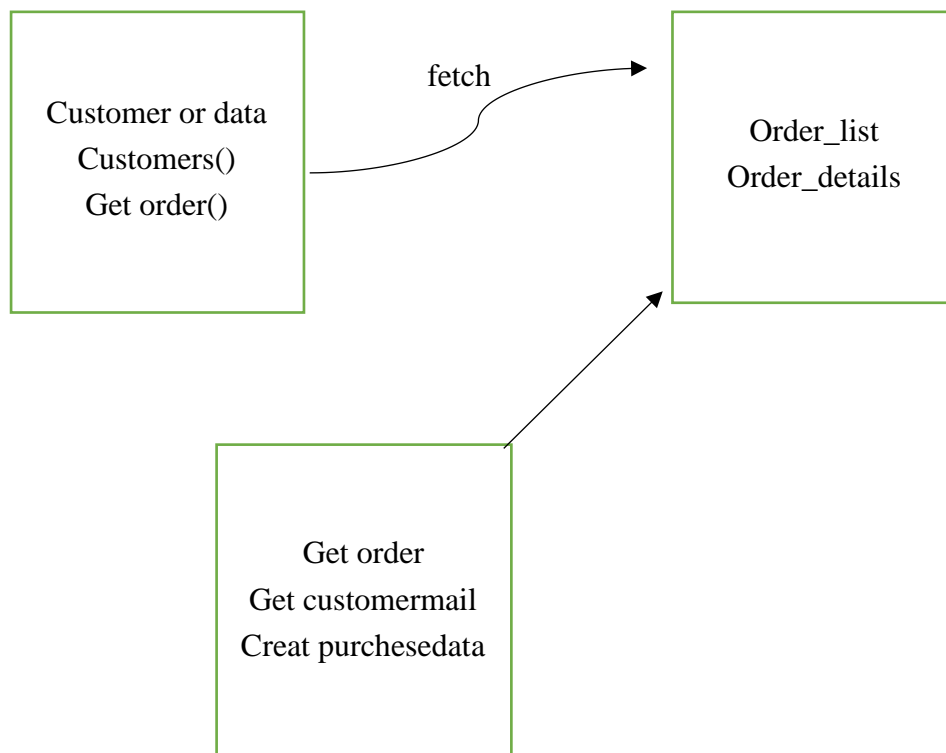 fetch
Customer or data
Customers()
Get order()
Order_list
Order_details
Get order
Get customermail
Creat purchesedata